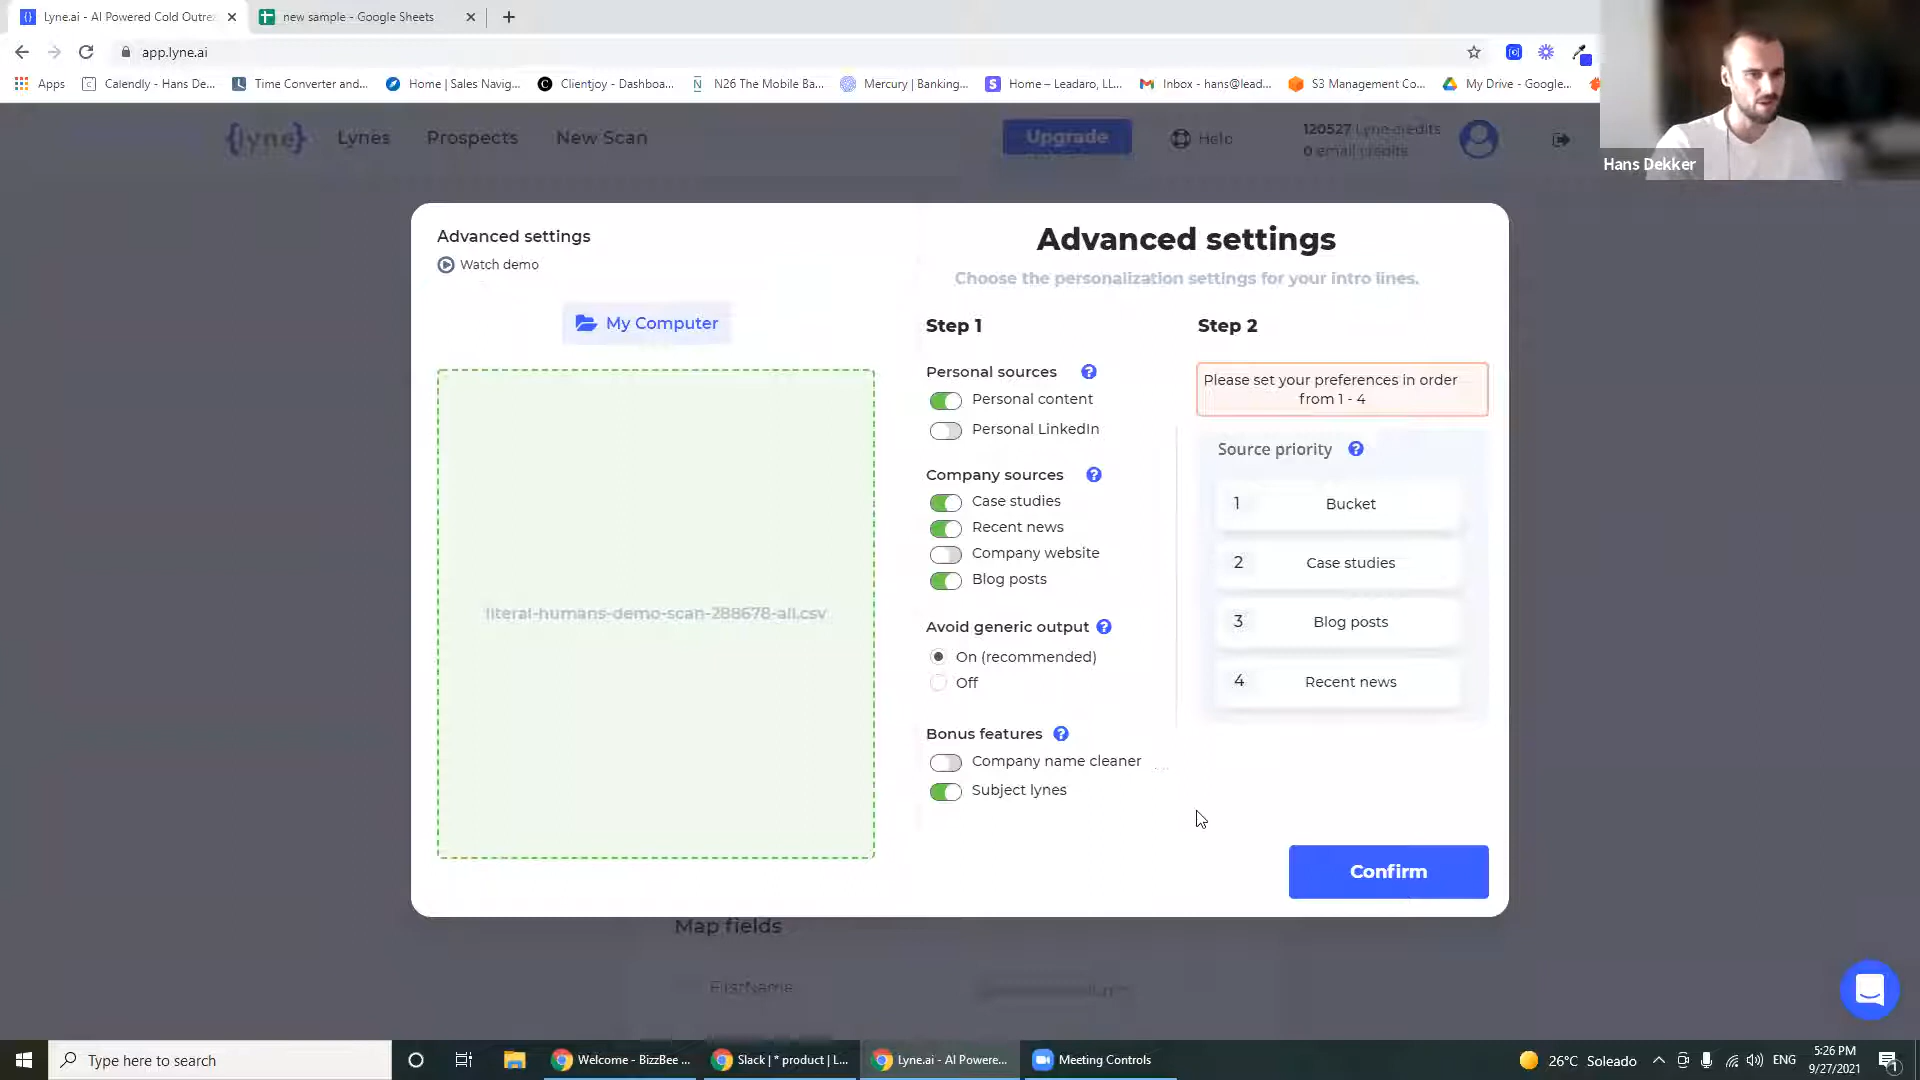 Lyne.ai - AI Powered Cold Outre
new sample - Google Sheets
app.lyne.ai
Apps
Calendly - Hans De...
Time Converter and...
Home | Sales Navig...
Clientjoy - Dashboa...
N26 The Mobile Ba...
Mercury | Banking...
Home – Leadaro, LL...
Inbox - hans@lead...
S3 Management Co...
My Drive - Google...
{lyne}
Lynes
Prospects
New Scan
Upgrade
Help
120527 Lyne credits
0 email credits
Hans Dekker
Advanced settings
Watch demo
My Computer
literal-humans-demo-scan-288678-all.csv
Advanced settings
Choose the personalization settings for your intro lines.
Step 1
Personal sources
Personal content
Personal LinkedIn
Company sources
Case studies
Recent news
Company website
Blog posts
Avoid generic output
On (recommended)
Off
Bonus features
Company name cleaner
Subject lynes
Step 2
Please set your preferences in order
from 1 - 4
Source priority
1 Bucket
2 Case studies
3 Blog posts
4 Recent news
Confirm
Map fields
FirstName
Type here to search
Welcome - BizzBee ...
Slack | * product | L...
Lyne.ai - AI Powere...
Meeting Controls
26°C Soleado
ENG
5:26 PM
9/27/2021
1